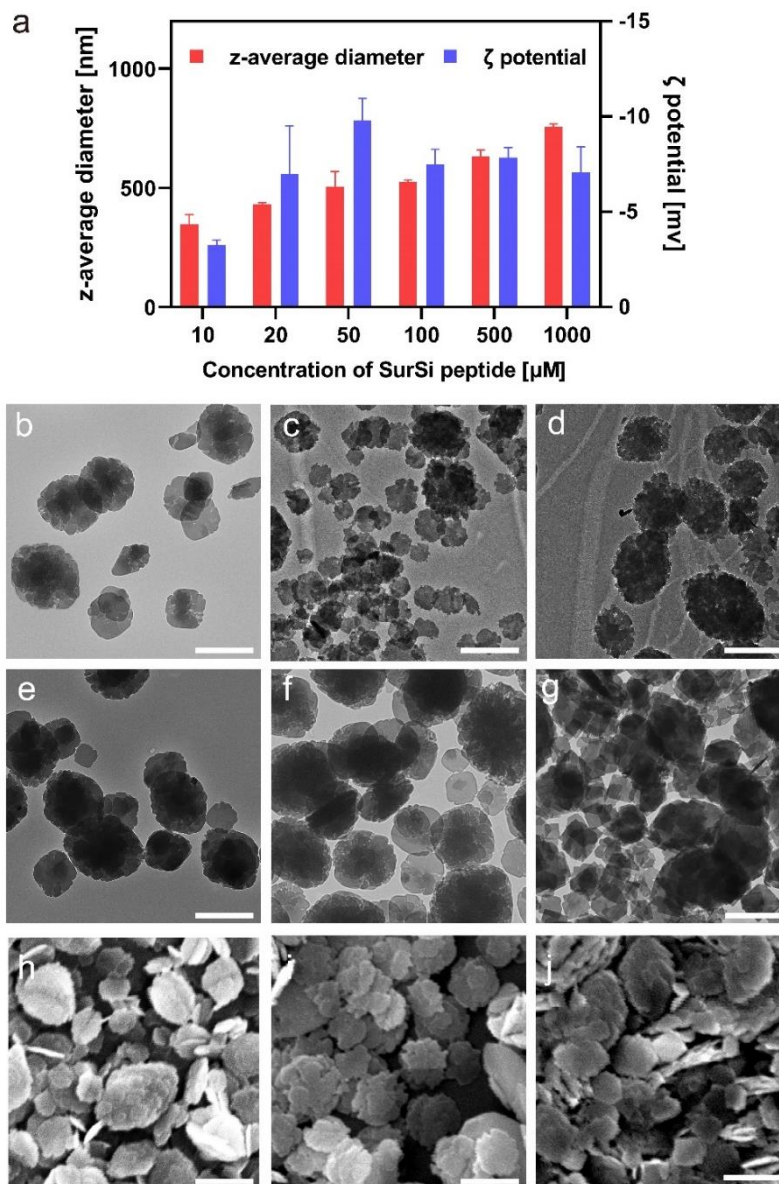 a
z-average diameter
ζ potential
z-average diameter [nm]
1000
500
0
-15
-10
-5
0
ζ potential [mv]
10 20 50 100 500 1000
Concentration of SurSi peptide [µM]
b c d
e f g
h i j